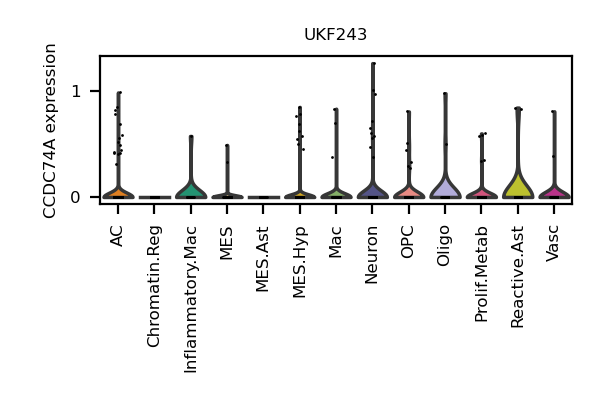 UKF243
CCDC74A expression
1
0
AC
Chromatin.Reg
Inflammatory.Mac
MES
MES.Ast
MES.Hyp
Mac
Neuron
OPC
Oligo
Prolif.Metab
Reactive.Ast
Vasc